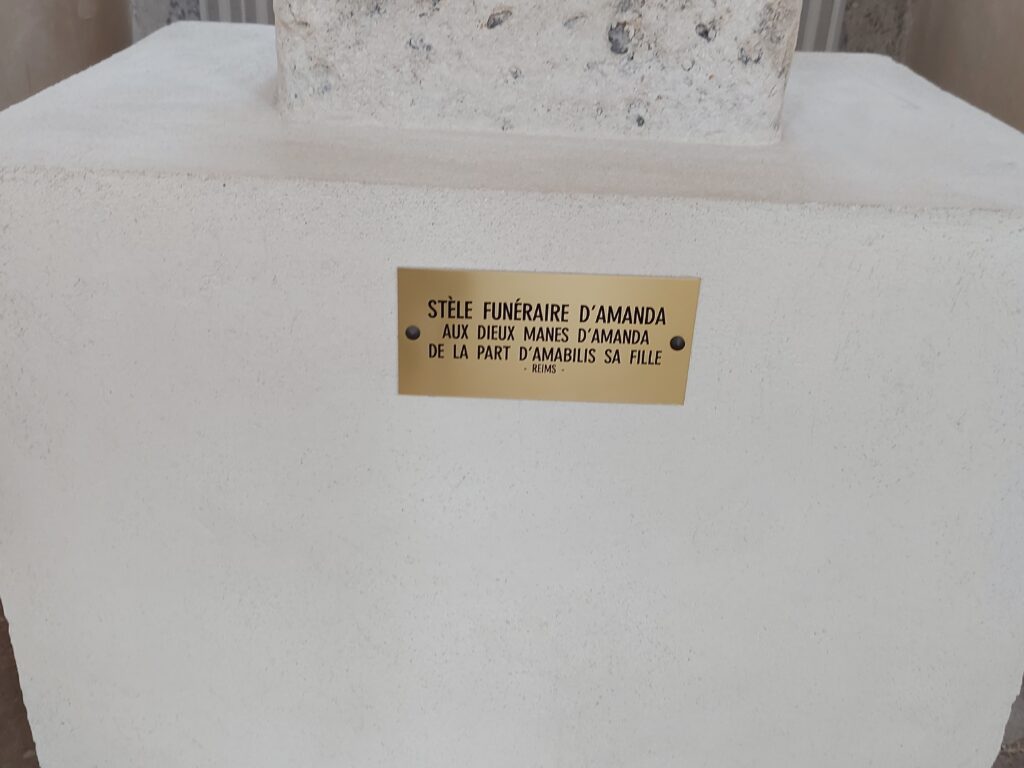 STÈLE FUNÉRAIRE D'AMANDA
AUX DIEUX MANES D'AMANDA
DE LA PART D'AMABILIS SA FILLE
- REIMS -